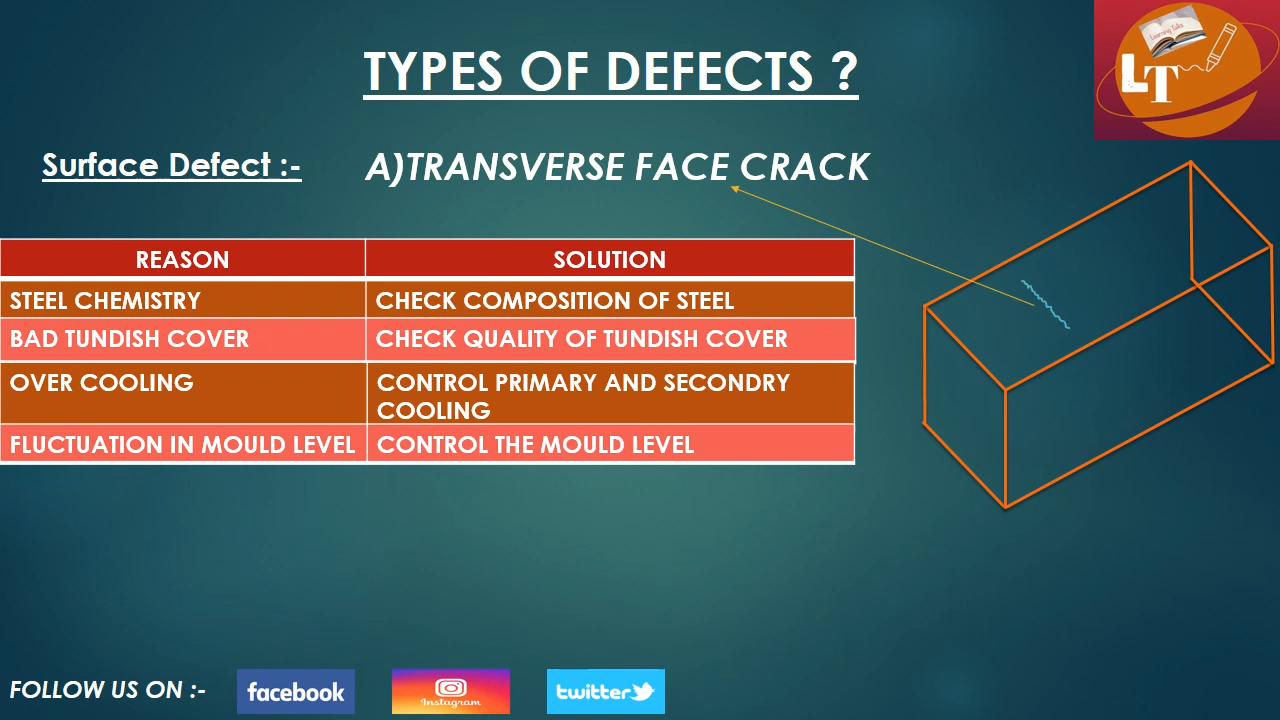 TYPES OF DEFECTS ?
Learning Talks
LT
Surface Defect :-
A)TRANSVERSE FACE CRACK
REASON
SOLUTION
STEEL CHEMISTRY
CHECK COMPOSITION OF STEEL
BAD TUNDISH COVER
CHECK QUALITY OF TUNDISH COVER
OVER COOLING
CONTROL PRIMARY AND SECONDRY
COOLING
FLUCTUATION IN MOULD LEVEL
CONTROL THE MOULD LEVEL
FOLLOW US ON :-
facebook
Instagram
twitter